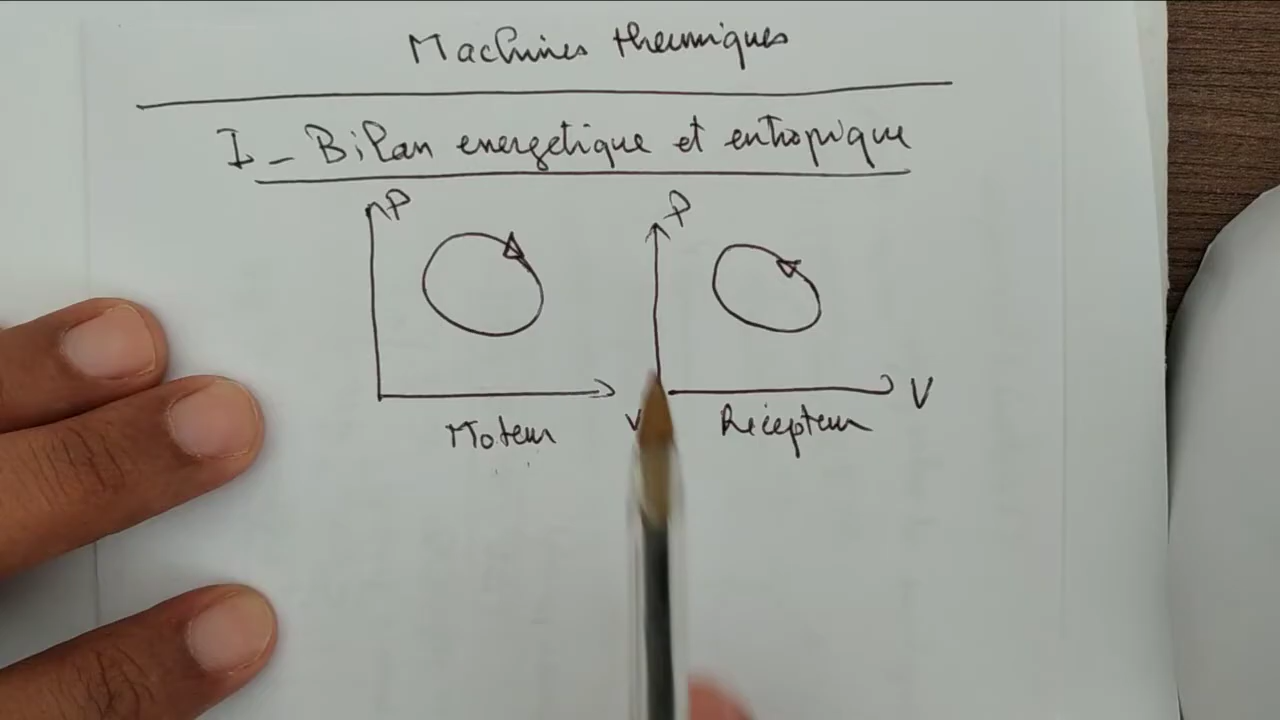 Machines thermiques
I - Bilan energetique et entropique
P P
V
Moteur V Récepteur